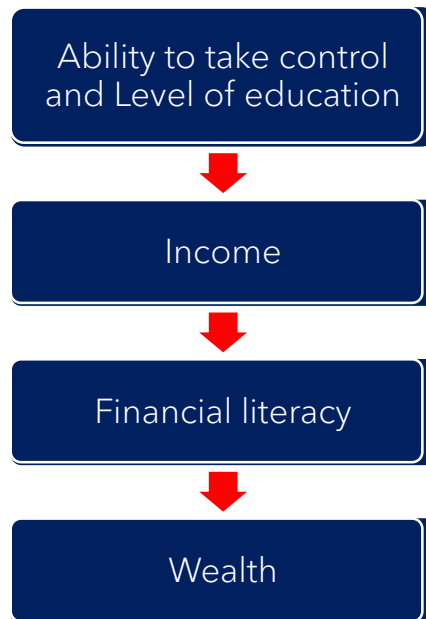 Ability to take control
and Level of education
Income
Financial literacy
Wealth